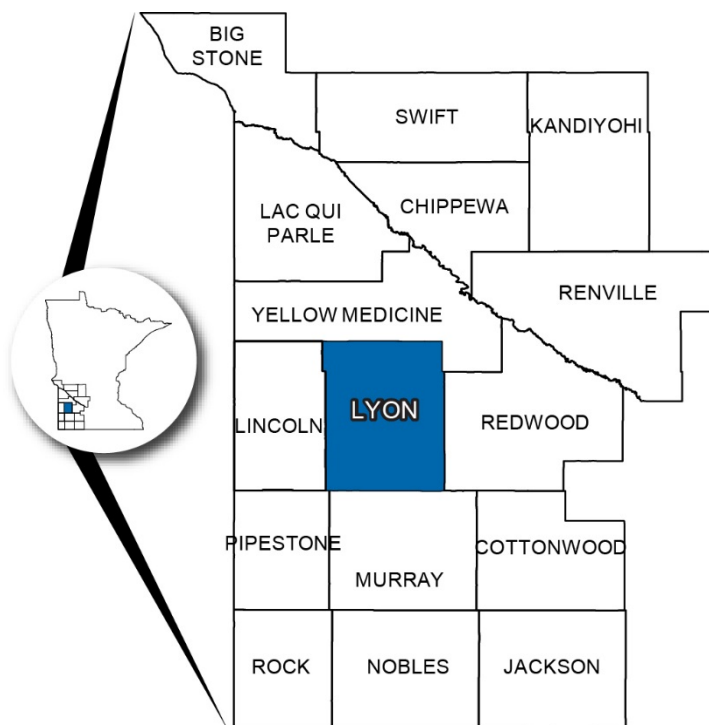 BIG
STONE
SWIFT
KANDIYOHI
CHIPPEWA
LAC QUI
PARLE
RENVILLE
YELLOW MEDICINE
LYON
LINCOLN
REDWOOD
PIPESTONE
COTTONWOOD
MURRAY
ROCK
NOBLES
JACKSON